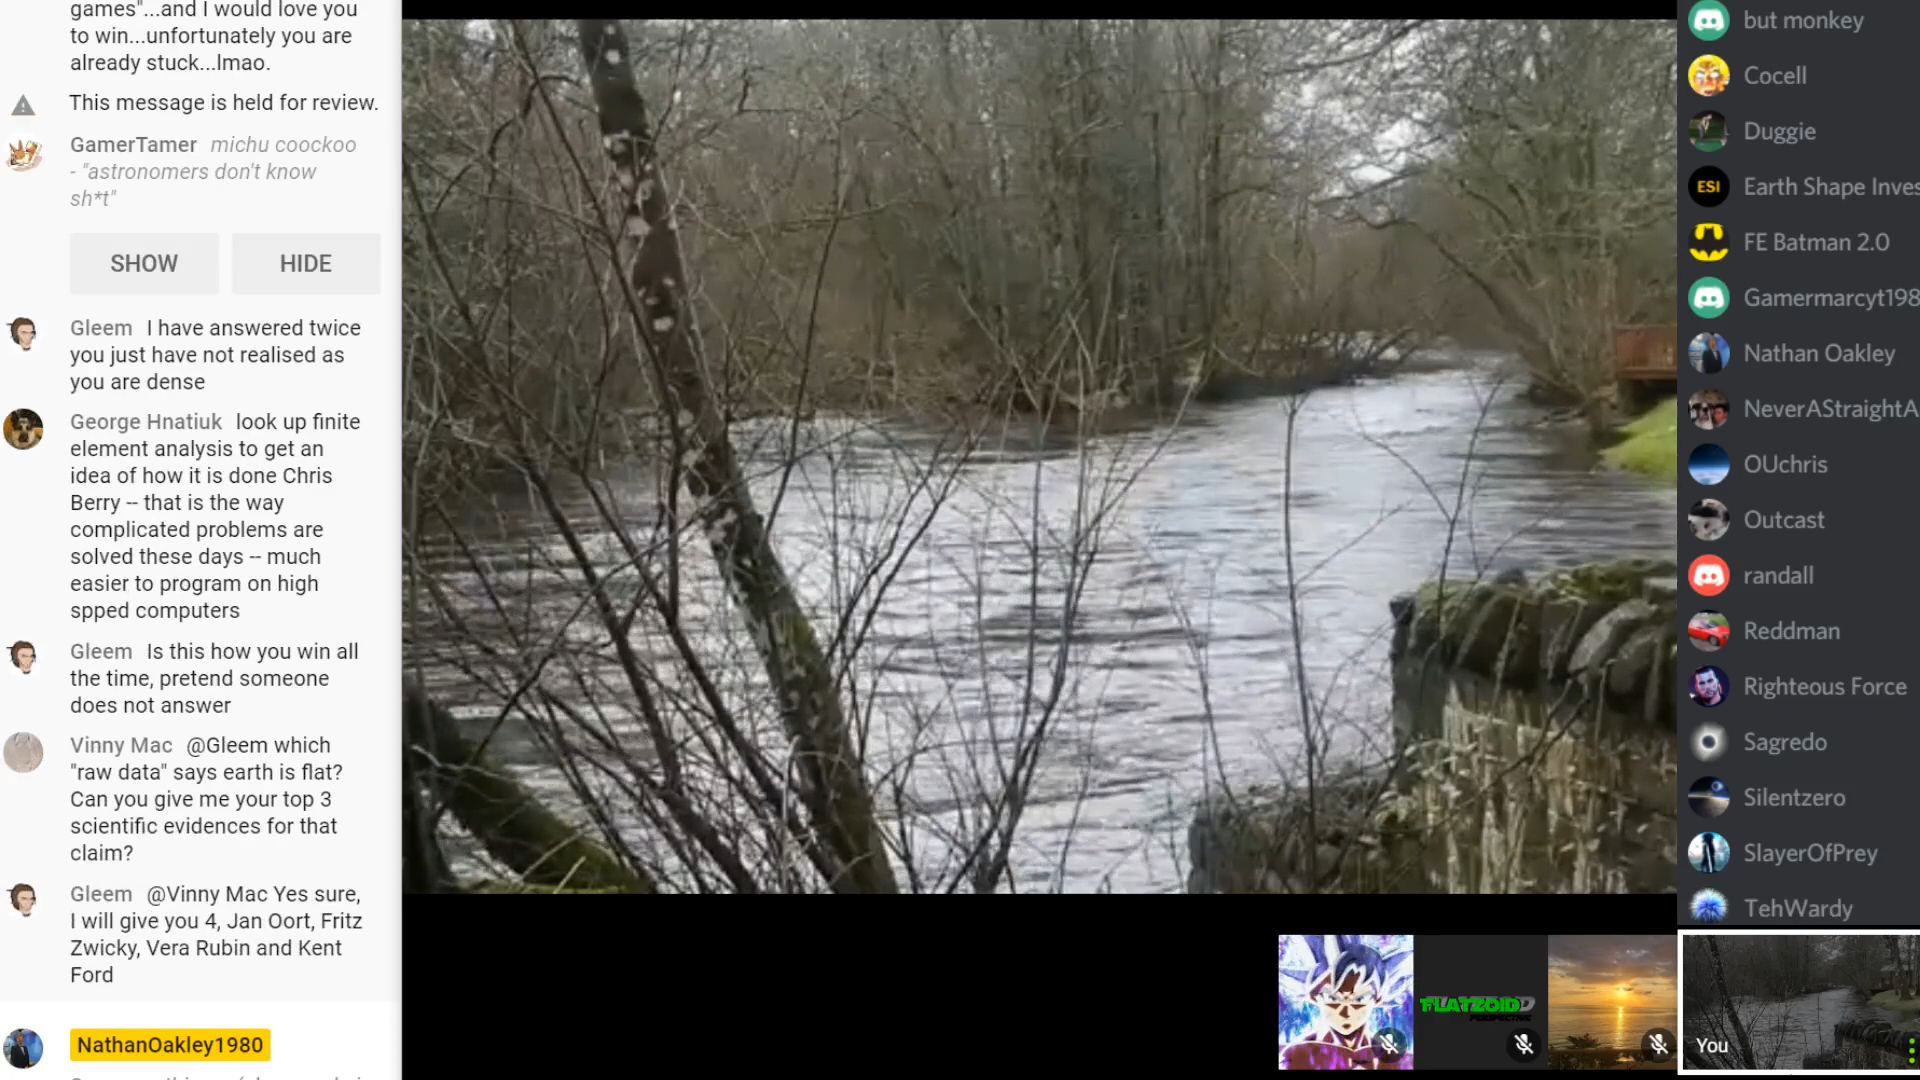 games"...and I would love you
to win...unfortunately you are
already stuck...lmao.
This message is held for review.
GamerTamer michu coockoo
- "astronomers don't know
sh*t"
SHOW HIDE
Gleem I have answered twice
you just have not realised as
you are dense
George Hnatiuk look up finite
element analysis to get an
idea of how it is done Chris
Berry -- that is the way
complicated problems are
solved these days -- much
easier to program on high
spped computers
Gleem Is this how you win all
the time, pretend someone
does not answer
Vinny Mac @Gleem which
"raw data" says earth is flat?
Can you give me your top 3
scientific evidences for that
claim?
Gleem @Vinny Mac Yes sure,
I will give you 4, Jan Oort, Fritz
Zwicky, Vera Rubin and Kent
Ford
NathanOakley1980
but monkey
Cocell
Duggie
ESI Earth Shape Inves
FE Batman 2.0
Gamermarcyt198
Nathan Oakley
NeverAStraightA
OUchris
Outcast
randall
Reddman
Righteous Force
Sagredo
Silentzero
SlayerOfPrey
TehWardy
FLATZOID
PERSPECTIVE
You